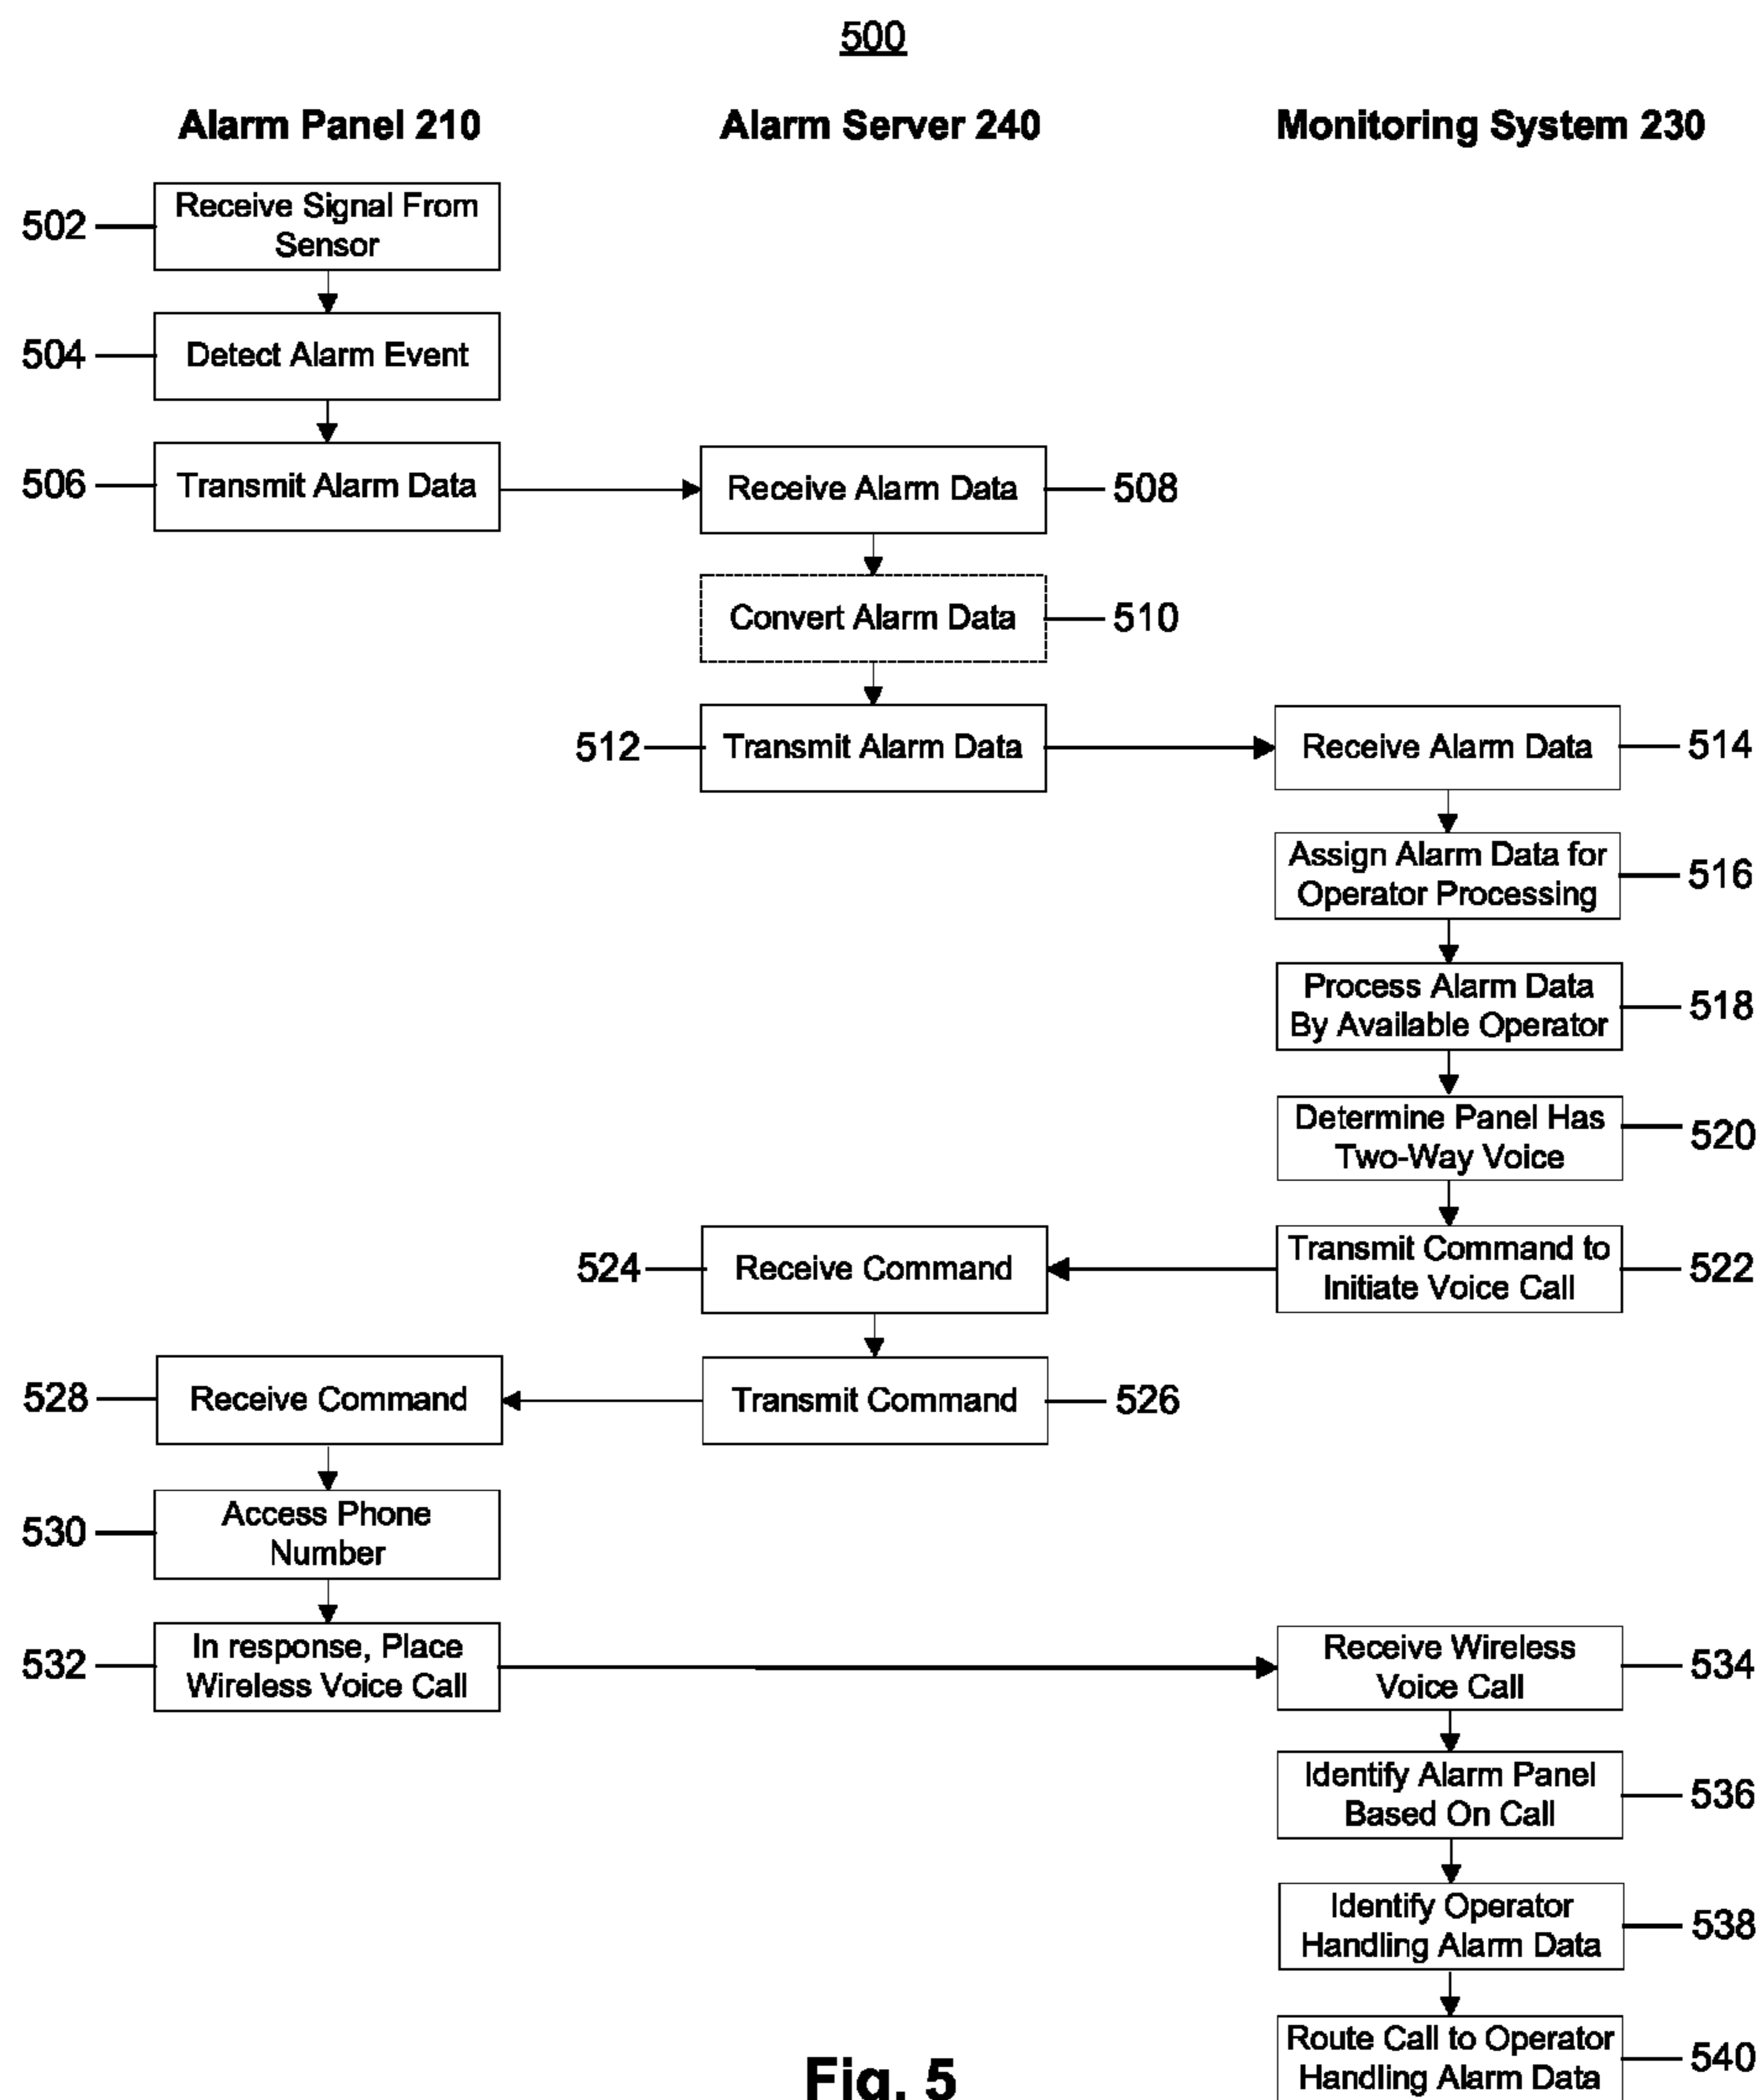 500
Alarm Panel 210
Alarm Server 240
Monitoring System 230
502
Receive Signal From
Sensor
504
Detect Alarm Event
506
Transmit Alarm Data
Receive Alarm Data
508
Convert Alarm Data
510
512
Transmit Alarm Data
Receive Alarm Data
514
Assign Alarm Data for
Operator Processing
516
Process Alarm Data
By Available Operator
518
Determine Panel Has
Two-Way Voice
520
Transmit Command to
Initiate Voice Call
522
524
Receive Command
Transmit Command
526
528
Receive Command
530
Access Phone
Number
532
In response, Place
Wireless Voice Call
Receive Wireless
Voice Call
534
Identify Alarm Panel
Based On Call
536
Identify Operator
Handling Alarm Data
538
Route Call to Operator
Handling Alarm Data
540
Fig. 5